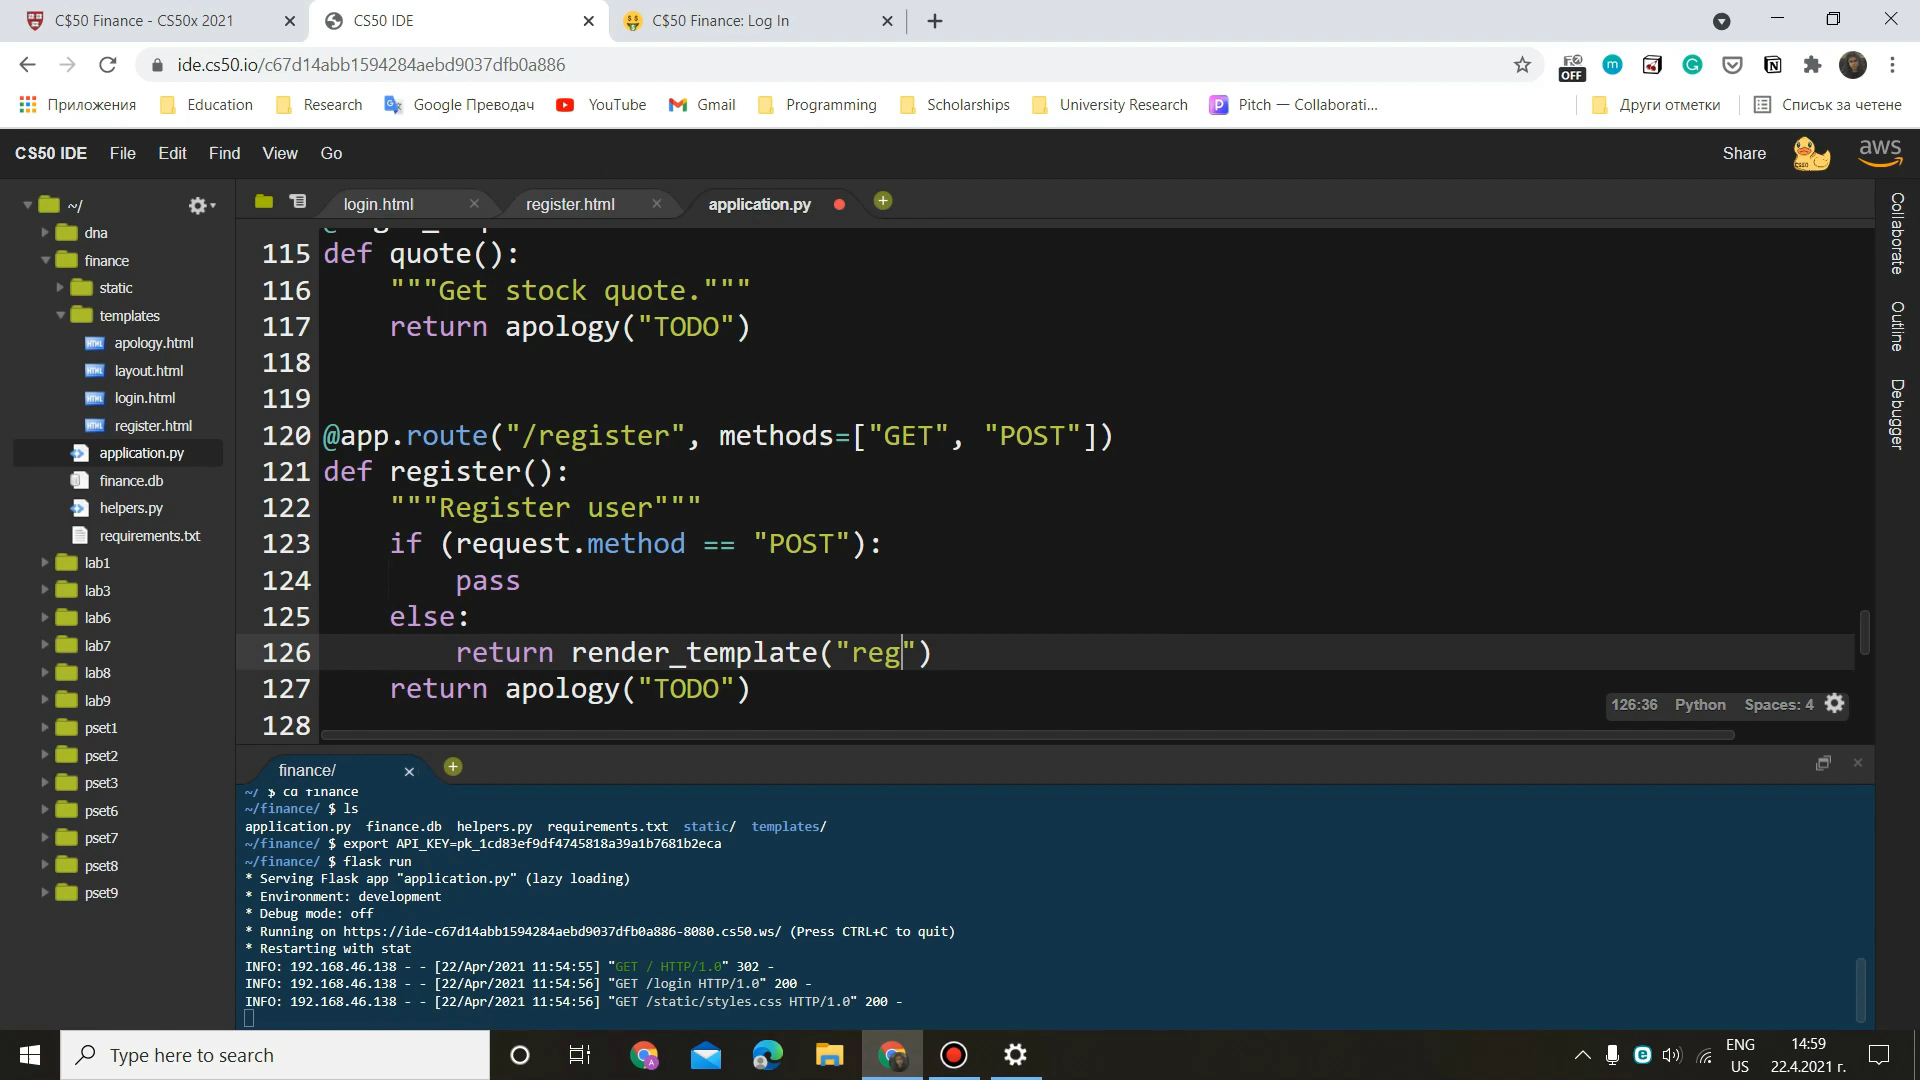 C$50 Finance - CS50x 2021
CS50 IDE
C$50 Finance: Log In
ide.cs50.io/c67d14abb1594284aebd9037dfb0a886
OFF
Приложения
Education
Research
Google Преводач
YouTube
Gmail
Programming
Scholarships
University Research
Pitch — Collaborati...
Други отметки
Списък за четене
CS50 IDE File Edit Find View Go
Share
aws
~/
dna
finance
static
templates
apology.html
layout.html
login.html
register.html
application.py
finance.db
helpers.py
requirements.txt
lab1
lab3
lab6
lab7
lab8
lab9
pset1
pset2
pset3
pset6
pset7
pset8
pset9
login.html
register.html
application.py
115 def quote():
116 """Get stock quote."""
117 return apology("TODO")
118
119
120 @app.route("/register", methods=["GET", "POST"])
121 def register():
122 """Register user"""
123 if (request.method == "POST"):
124 pass
125 else:
126 return render_template("reg")
127 return apology("TODO")
128
126:36 Python Spaces: 4
Collaborate
Outline
Debugger
finance/
~/ $ cd finance
~/finance/ $ ls
application.py finance.db helpers.py requirements.txt static/ templates/
~/finance/ $ export API_KEY=pk_1cd83ef9df4745818a39a1b7681b2eca
~/finance/ $ flask run
* Serving Flask app "application.py" (lazy loading)
* Environment: development
* Debug mode: off
* Running on https://ide-c67d14abb1594284aebd9037dfb0a886-8080.cs50.ws/ (Press CTRL+C to quit)
* Restarting with stat
INFO: 192.168.46.138 - - [22/Apr/2021 11:54:55] "GET / HTTP/1.0" 302 -
INFO: 192.168.46.138 - - [22/Apr/2021 11:54:56] "GET /login HTTP/1.0" 200 -
INFO: 192.168.46.138 - - [22/Apr/2021 11:54:56] "GET /static/styles.css HTTP/1.0" 200 -
Type here to search
ENG
US
14:59
22.4.2021 г.